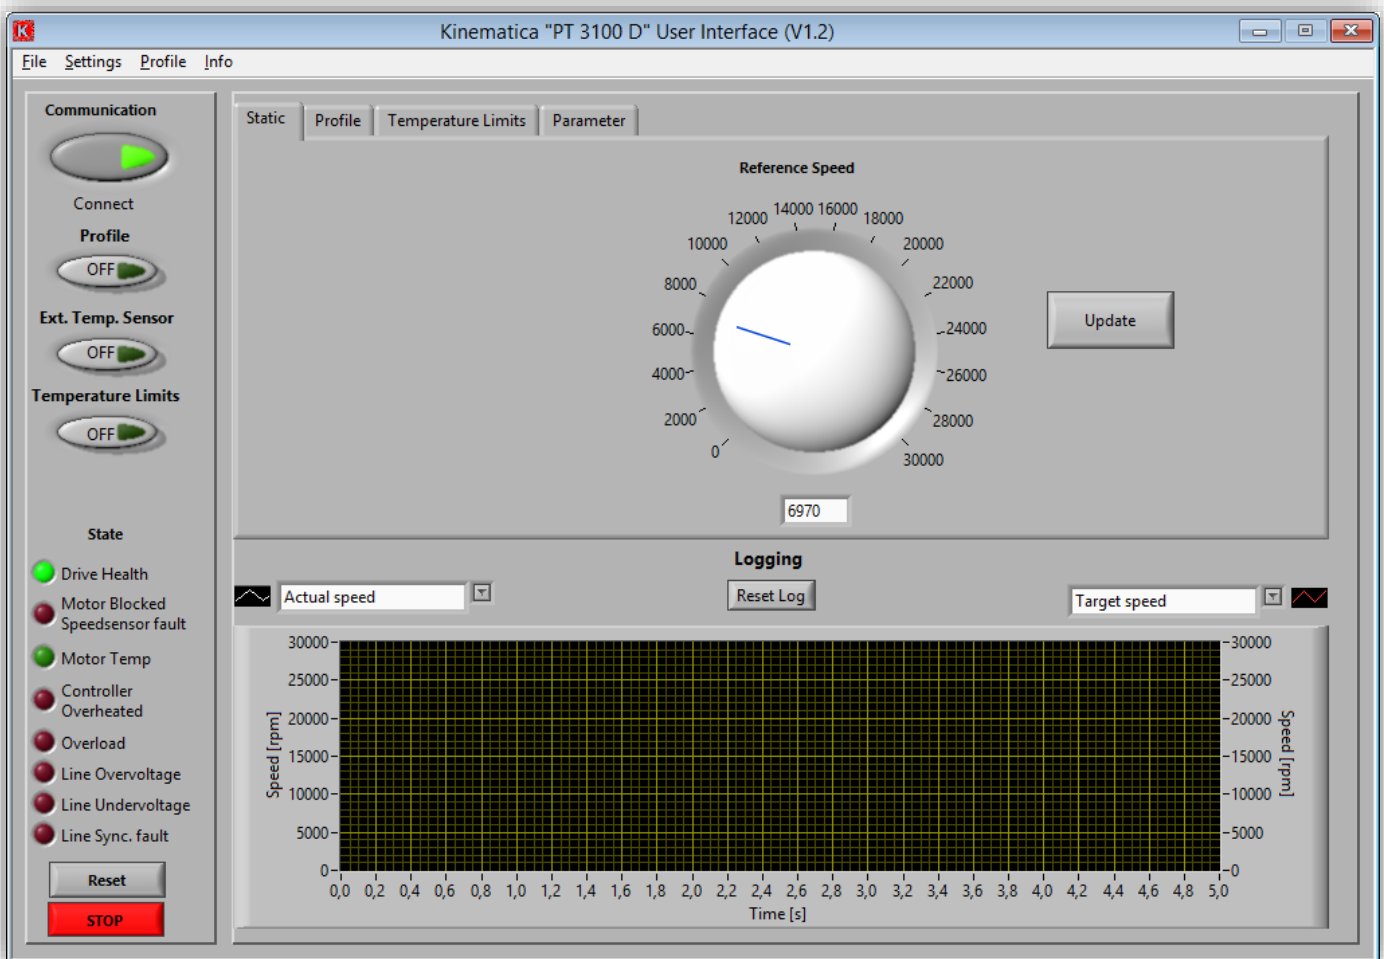 K
Kinematica "PT 3100 D" User Interface (V1.2)
File Settings Profile Info
Communication
Connect
Profile
OFF
Ext. Temp. Sensor
OFF
Temperature Limits
OFF
State
Drive Health
Motor Blocked
Speedsensor fault
Motor Temp
Controller
Overheated
Overload
Line Overvoltage
Line Undervoltage
Line Sync. fault
Reset
STOP
Static Profile Temperature Limits Parameter
Reference Speed
0
2000
4000
6000
8000
10000
12000
14000
16000
18000
20000
22000
24000
26000
28000
30000
6970
Update
Logging
Actual speed
Reset Log
Target speed
30000
25000
20000
15000
10000
5000
0
Speed [rpm]
30000
25000
20000
15000
10000
5000
0
Speed [rpm]
0,0 0,2 0,4 0,6 0,8 1,0 1,2 1,4 1,6 1,8 2,0 2,2 2,4 2,6 2,8 3,0 3,2 3,4 3,6 3,8 4,0 4,2 4,4 4,6 4,8 5,0
Time [s]